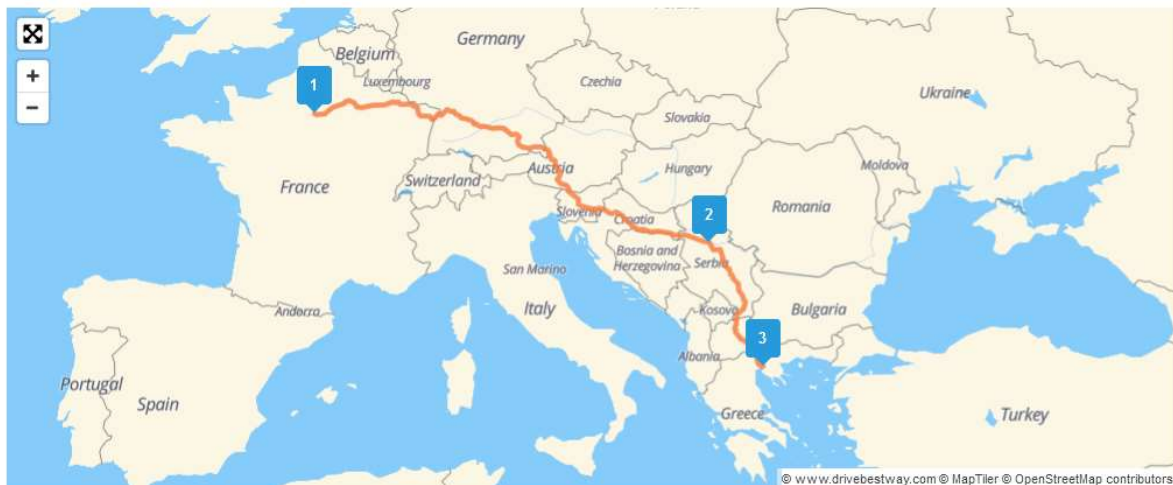 Germany
Belgium
Luxembourg
Czechia
Ukraine
Slovakia
+
−
1
France
Switzerland
Austria
Hungary
Moldova
Romania
Slovenia
Croatia
2
Bosnia and
Herzegovina
Serbia
San Marino
Italy
Andorra
Kosovo
Bulgaria
3
Albania
Portugal
Spain
Greece
Turkey
© www.drivebestway.com © MapTiler © OpenStreetMap contributors